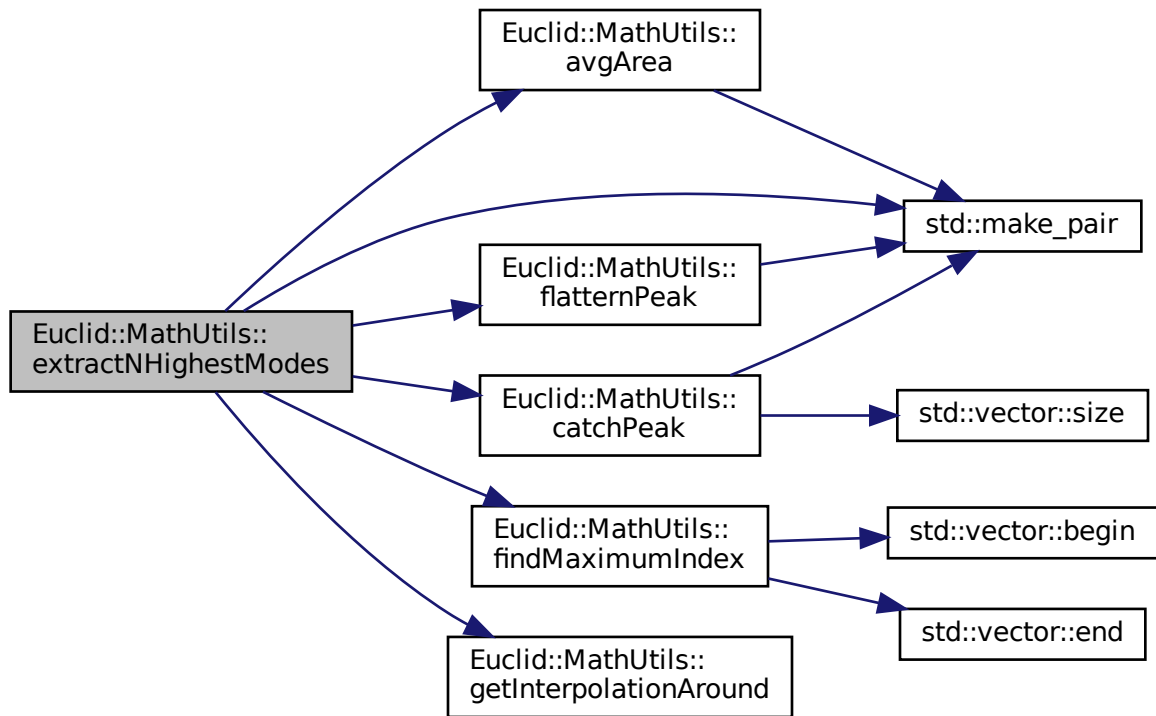 Euclid::MathUtils::
avgArea
std::make_pair
Euclid::MathUtils::
flatternPeak
Euclid::MathUtils::
extractNHighestModes
Euclid::MathUtils::
catchPeak
std::vector::size
Euclid::MathUtils::
findMaximumIndex
std::vector::begin
std::vector::end
Euclid::MathUtils::
getInterpolationAround